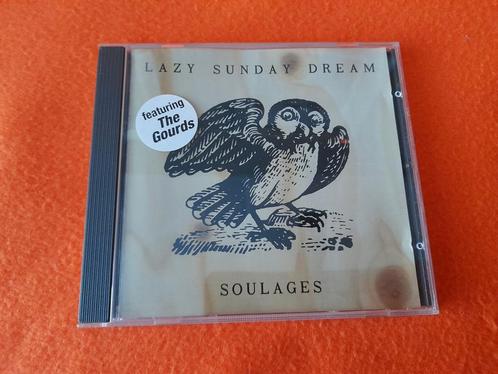 LAZY SUNDAY DREAM
featuring
The
Gourds
SOULAGES